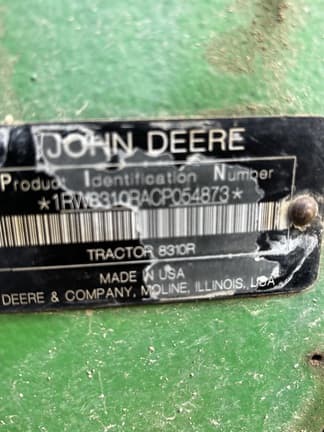 JOHN DEERE
Product Identification Number
*1RW8310RACP054873*
TRACTOR 8310R
MADE IN USA
DEERE & COMPANY, MOLINE, ILLINOIS, USA